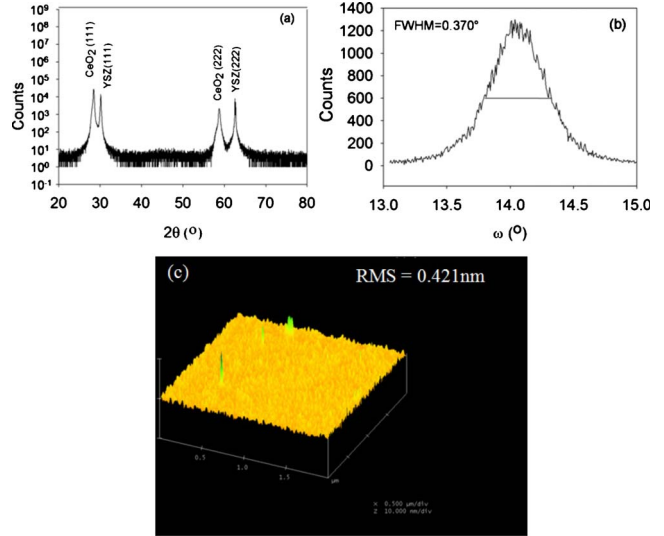 (a)
10⁹
10⁸
10⁷
10⁶
10⁵
10⁴
10³
10²
10¹
10⁰
10⁻¹
Counts
CeO₂ (111)
YSZ(111)
CeO₂ (222)
YSZ(222)
20 30 40 50 60 70 80
2θ (O)
(b)
FWHM=0.370°
1400
1200
1000
800
600
400
200
0
Counts
13.0 13.5 14.0 14.5 15.0
ω (O)
(c)
RMS = 0.421nm
0.5
1.0
1.5
μm
X 0.500 μm/div
Z 10.000 nm/div